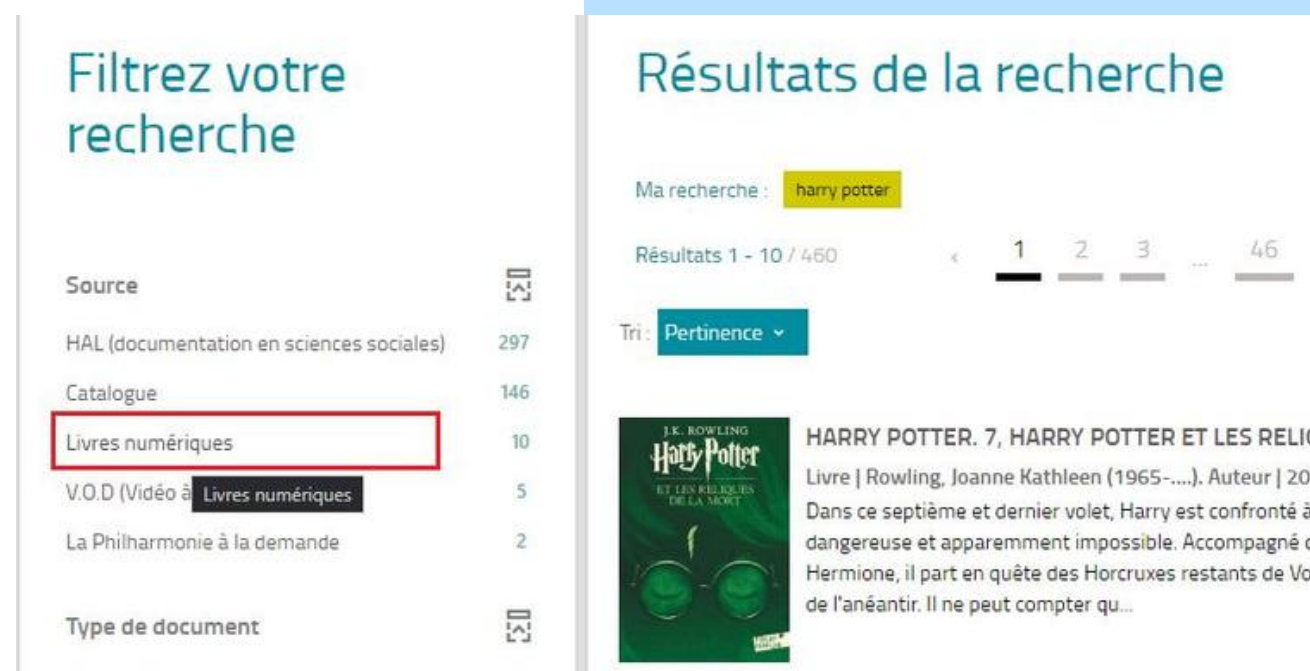 Filtrez votre
recherche
Source
HAL (documentation en sciences sociales) 297
Catalogue 146
Livres numériques 10
V.O.D (Vidéo à 5
Livres numériques
La Philharmonie à la demande 2
Type de document
Résultats de la recherche
Ma recherche : harry potter
Résultats 1 - 10 / 460
‹ 1 2 3 ... 46
Tri : Pertinence
J.K. ROWLING
Harry Potter
ET LES RELIQUES
DE LA MORT
HARRY POTTER. 7, HARRY POTTER ET LES
Livre | Rowling, Joanne Kathleen (1965-....). Auteur | 20
Dans ce septième et dernier volet, Harry est confronté à
dangereuse et apparemment impossible. Accompagné
Hermione, il part en quête des Horcruxes restants de
de l'anéantir. Il ne peut compter qu...